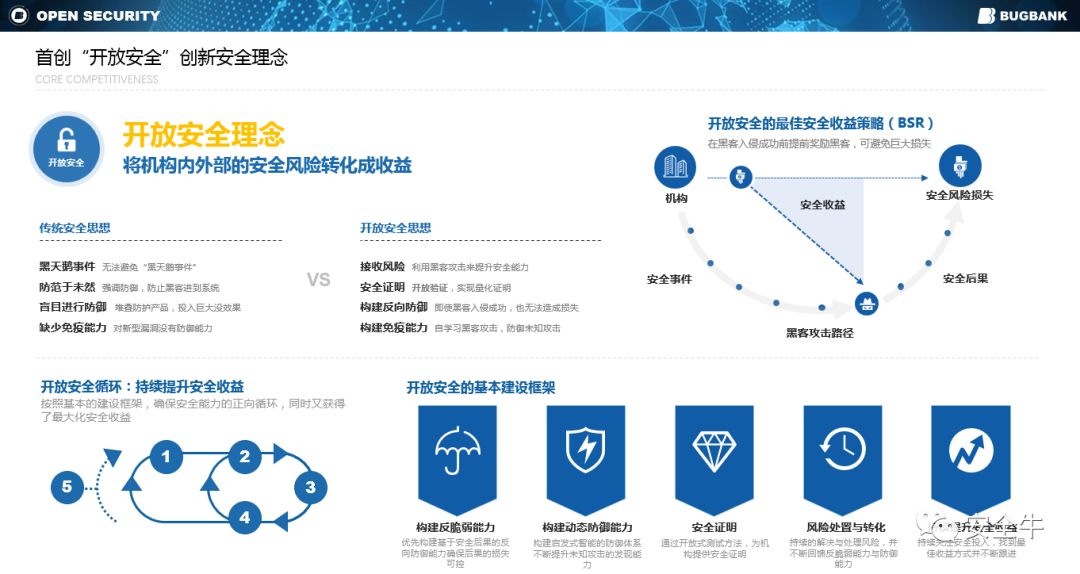 OPEN SECURITY
BUGBANK
首创“开放安全”创新安全理念
CORE COMPETITIVENESS
开放安全
开放安全理念
将机构内外部的安全风险转化成收益
传统安全思想
黑天鹅事件 无法避免“黑天鹅事件”
防范于未然 强调防御，防止黑客进到系统
盲目进行防御 堆叠防护产品，投入巨大没效果
缺少免疫能力 对新型漏洞没有防御能力
VS
开放安全思想
接收风险 利用黑客攻击来提升安全能力
安全证明 开放验证，实现量化证明
构建反向防御 即使黑客入侵成功，也无法造成损失
构建免疫能力 自学习黑客攻击，防御未知攻击
开放安全的最佳安全收益策略（BSR）
在黑客入侵成功前提前奖励黑客，可避免巨大损失
机构
安全收益
安全风险损失
安全事件
安全后果
黑客攻击路径
开放安全循环：持续提升安全收益
按照基本的建设框架，确保安全能力的正向循环，同时又获得
了最大化安全收益
1
2
3
4
5
开放安全的基本建设框架
构建反脆弱能力
优先构建基于安全后果的反
向防御能力确保后果的损失
可控
构建动态防御能力
构建启发式智能的防御体系
不断提升未知攻击的发现能
力
安全证明
通过开放式测试方法，为机
构提供安全证明
风险处置与转化
持续的解决与处理风险，并
不断回馈反脆弱能力与防御
能力
持续关注安全投入，找到最
佳收益方式并不断跟进
安全牛